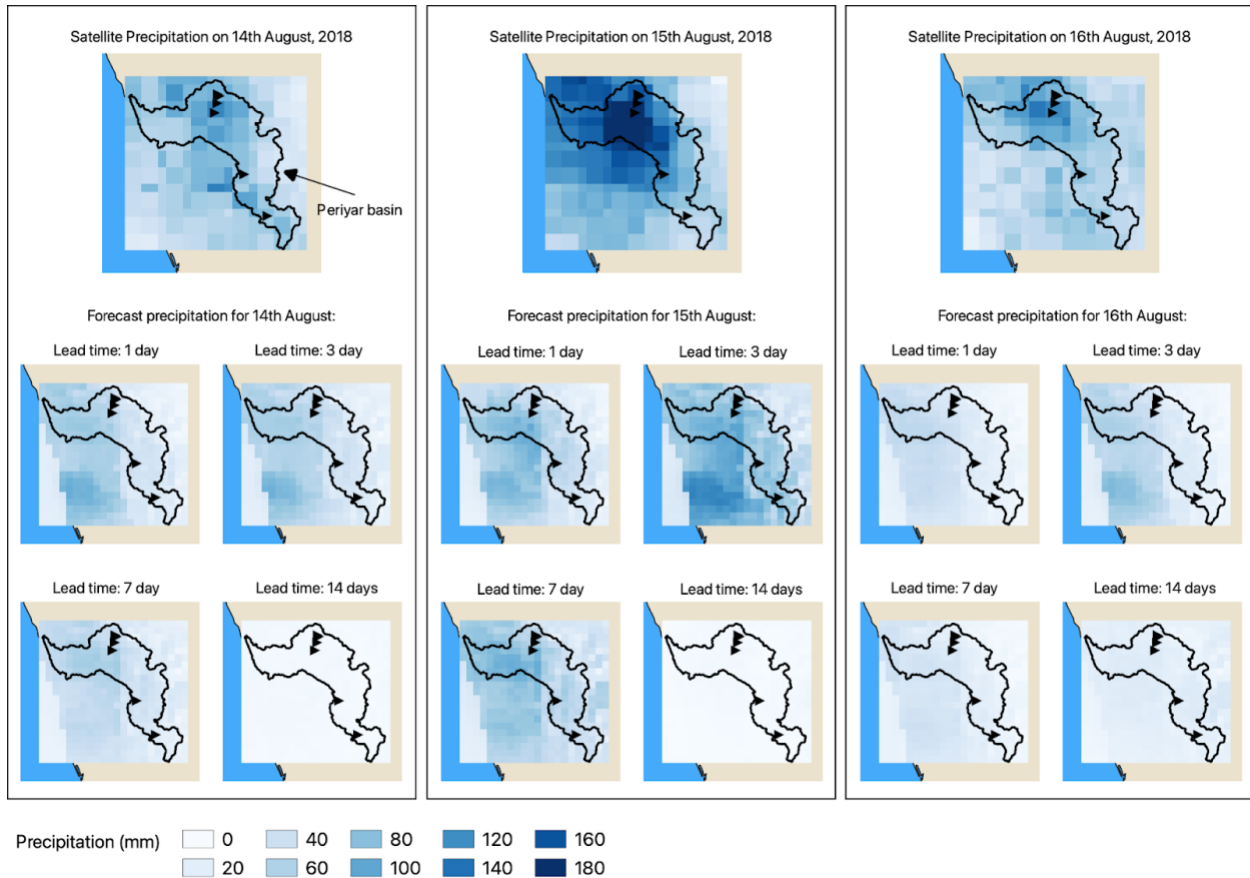 Satellite Precipitation on 14th August, 2018
Periyar basin
Forecast precipitation for 14th August:
Lead time: 1 day
Lead time: 3 day
Lead time: 7 day
Lead time: 14 days
Satellite Precipitation on 15th August, 2018
Forecast precipitation for 15th August:
Lead time: 1 day
Lead time: 3 day
Lead time: 7 day
Lead time: 14 days
Satellite Precipitation on 16th August, 2018
Forecast precipitation for 16th August:
Lead time: 1 day
Lead time: 3 day
Lead time: 7 day
Lead time: 14 days
Precipitation (mm)
0 40 80 120 160
20 60 100 140 180